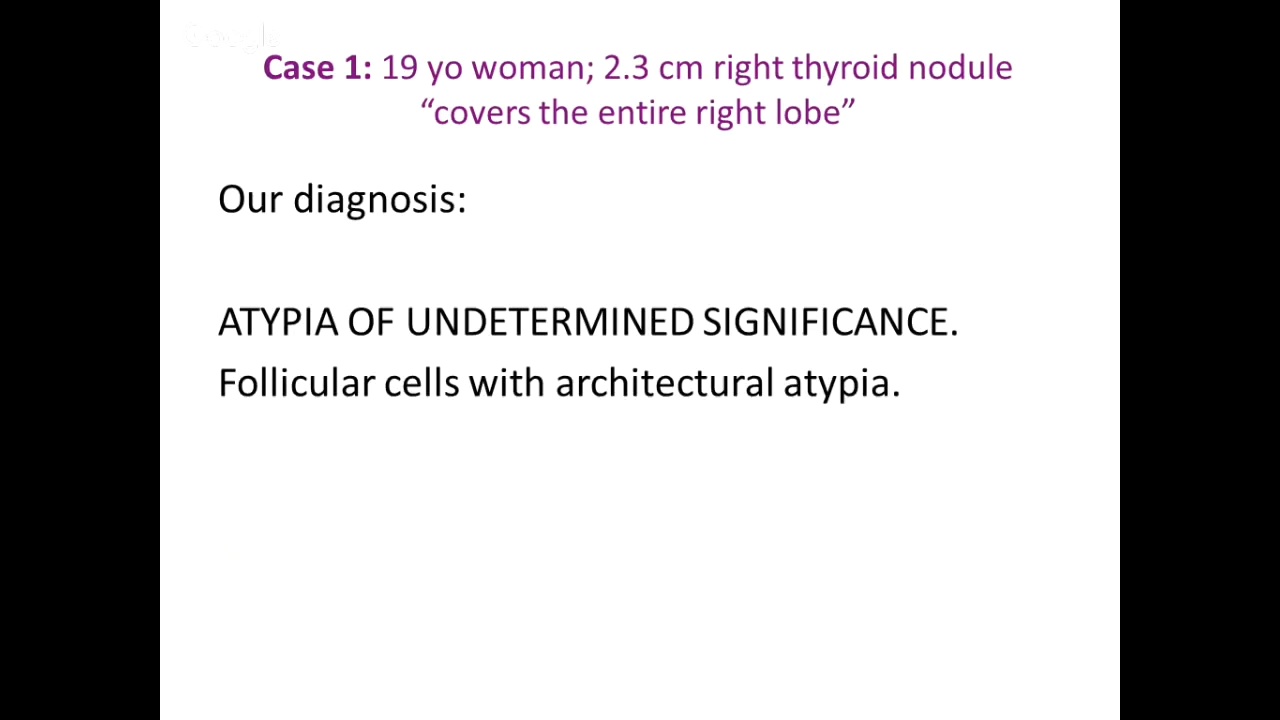 Google
Case 1: 19 yo woman; 2.3 cm right thyroid nodule
“covers the entire right lobe”
Our diagnosis:
ATYPIA OF UNDETERMINED SIGNIFICANCE.
Follicular cells with architectural atypia.